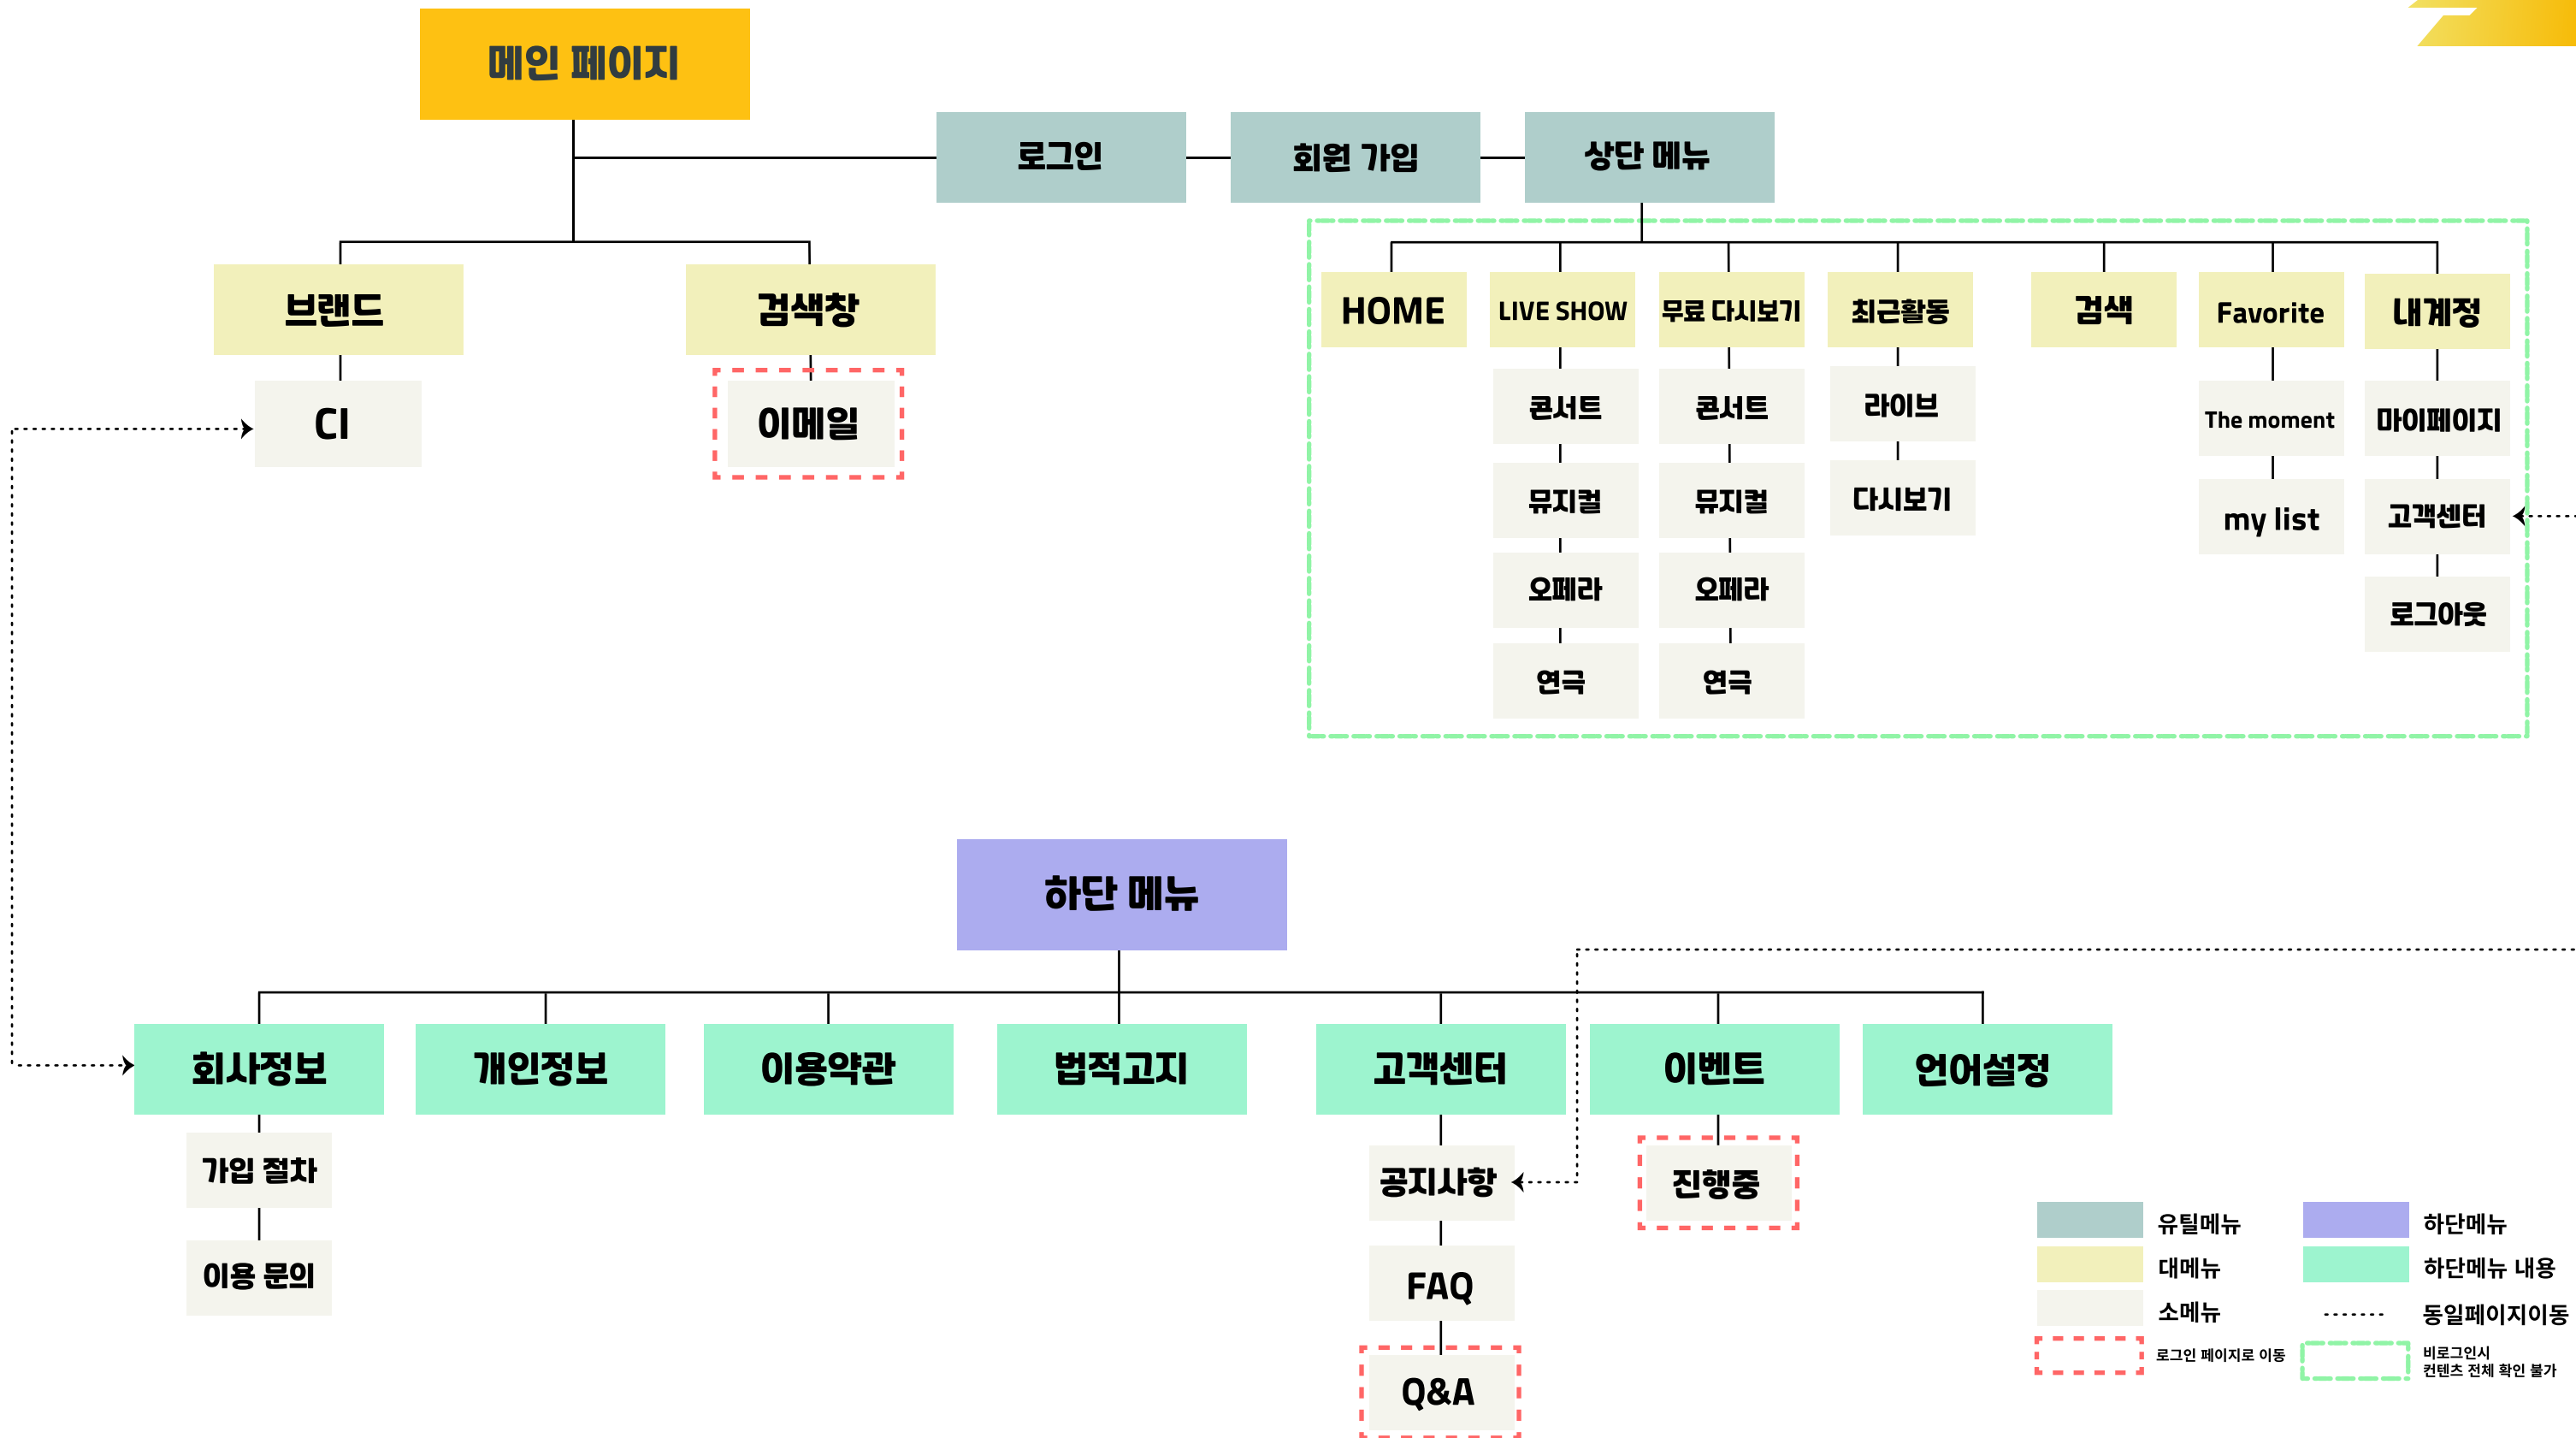 메인 페이지
로그인
회원 가입
상단 메뉴
브랜드
검색창
CI
이메일
HOME
LIVE SHOW
무료 다시보기
최근활동
검색
Favorite
내계정
콘서트
콘서트
라이브
The moment
마이페이지
뮤지컬
뮤지컬
다시보기
my list
고객센터
오페라
오페라
로그아웃
연극
연극
하단 메뉴
회사정보
개인정보
이용약관
법적고지
고객센터
이벤트
언어설정
가입 절차
이용 문의
공지사항
FAQ
Q&A
진행중
유틸메뉴
대메뉴
소메뉴
로그인 페이지로 이동
하단메뉴
하단메뉴 내용
동일페이지이동
비로그인시
컨텐츠 전체 확인 불가